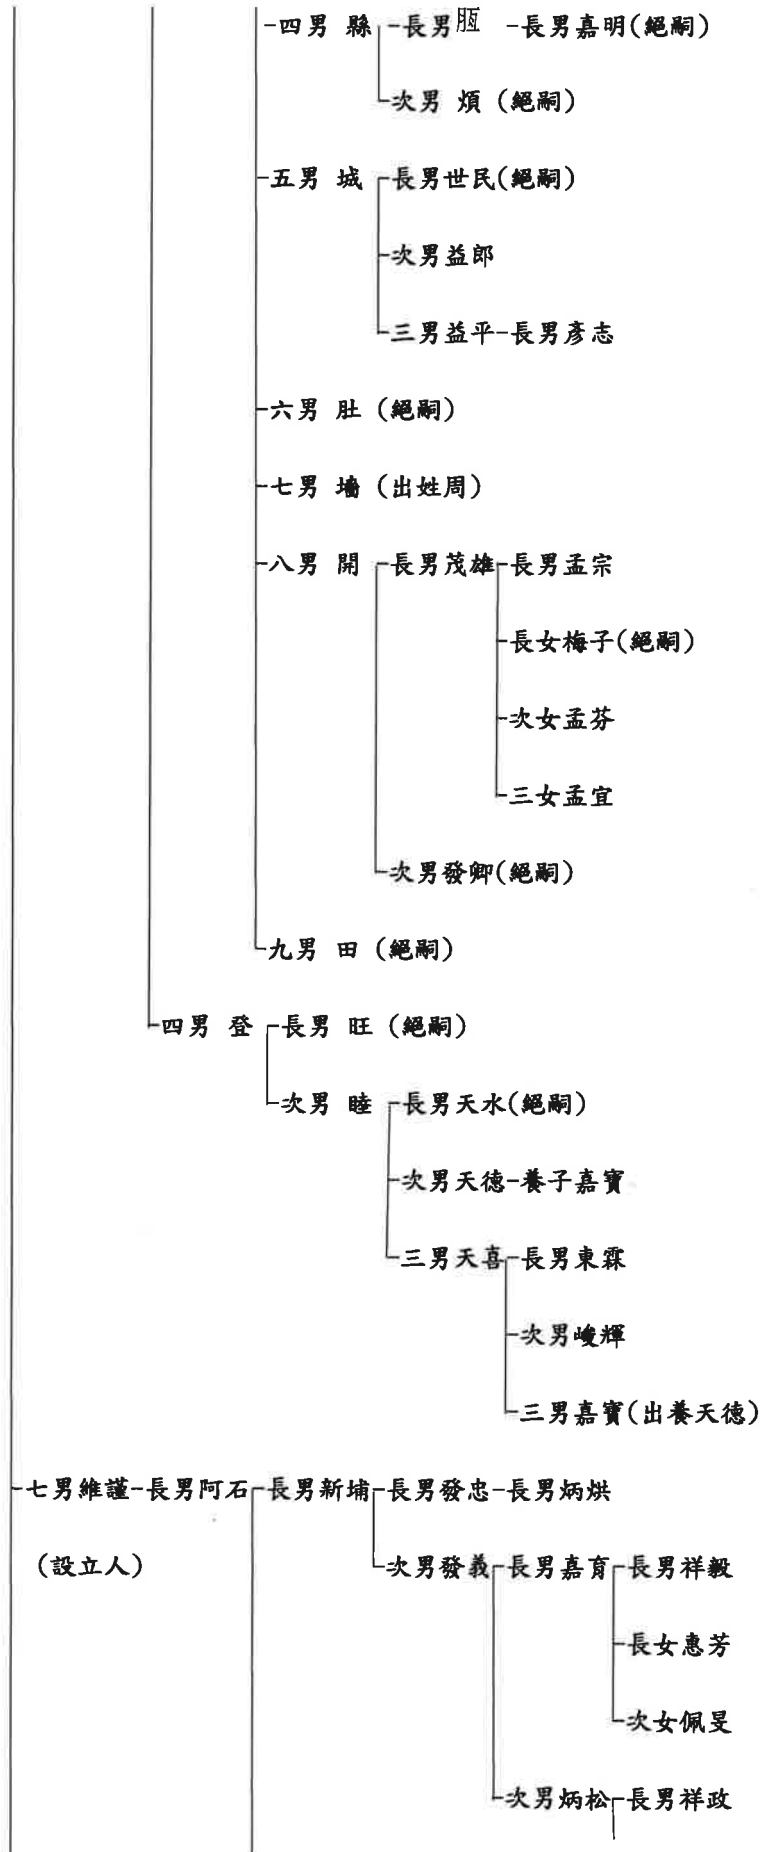 四男 縣 長男 脰 長男嘉明(絕嗣)
次男 煩 (絕嗣)
五男 城 長男世民(絕嗣)
次男益郎
三男益平 長男彥志
六男 肚 (絕嗣)
七男 墻 (出姓周)
八男 開 長男茂雄 長男孟宗
長女梅子(絕嗣)
次女孟芬
三女孟宜
次男發卿(絕嗣)
九男 田 (絕嗣)
四男 登 長男 旺 (絕嗣)
次男 睦 長男天水(絕嗣)
次男天德 養子嘉寶
三男天喜 長男東霖
次男峻輝
三男嘉寶(出養天德)
七男維謹 長男阿石 長男新埔 長男發忠 長男炳烘
(設立人) 次男發義 長男嘉育 長男祥毅
長女惠芳
次女佩旻
次男炳松 長男祥政